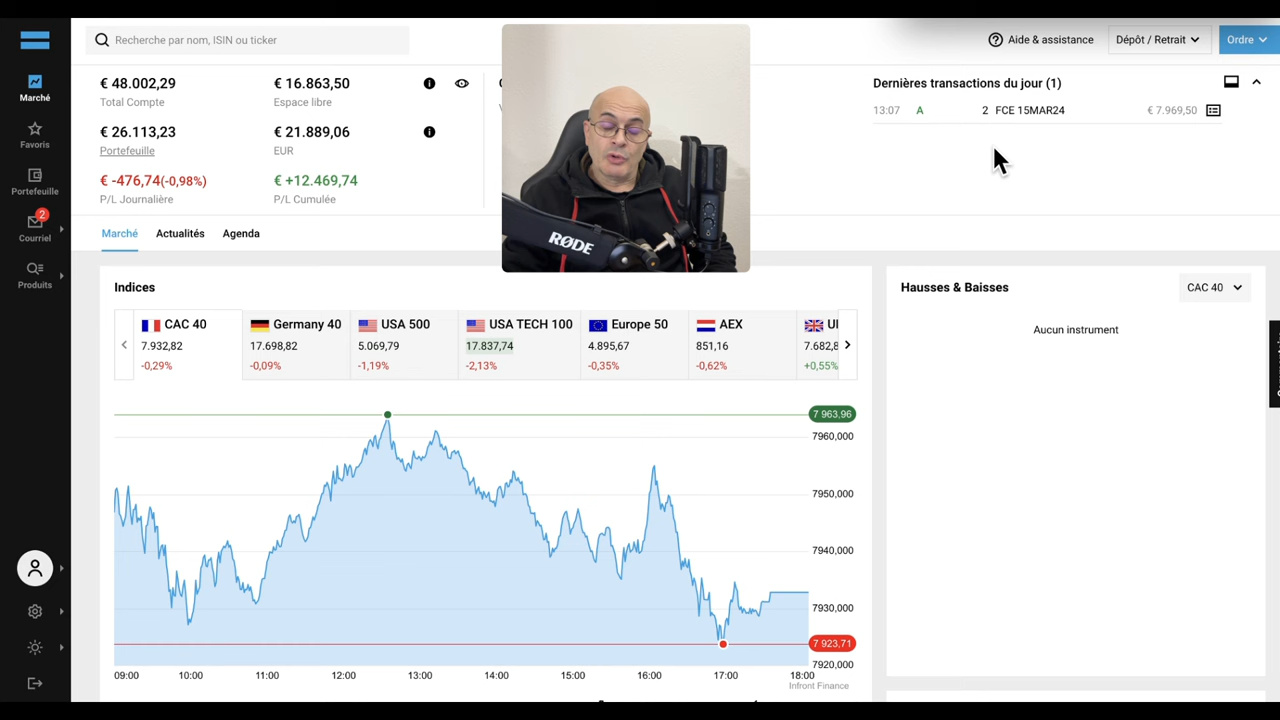 Recherche par nom, ISIN ou ticker
Aide & assistance
Dépôt / Retrait
Ordre
Marché
Favoris
Portefeuille
2
Courriel
Produits
€ 48.002,29
Total Compte
€ 16.863,50
Espace libre
€ 26.113,23
Portefeuille
€ 21.889,06
EUR
€ -476,74(-0,98%)
P/L Journalière
€ +12.469,74
P/L Cumulée
RØDE
Dernières transactions du jour (1)
13:07 A 2 FCE 15MAR24 € 7.969,50
Marché Actualités Agenda
Indices
CAC 40
7.932,82
-0,29%
Germany 40
17.698,82
-0,09%
USA 500
5.069,79
-1,19%
USA TECH 100
17.837,74
-2,13%
Europe 50
4.895,67
-0,35%
AEX
851,16
-0,62%
7.682,8
+0,55%
7 963,96
7960,000
7950,000
7940,000
7930,000
7 923,71
7920,000
09:00 10:00 11:00 12:00 13:00 14:00 15:00 16:00 17:00 18:00
Infront Finance
Hausses & Baisses
CAC 40
Aucun instrument